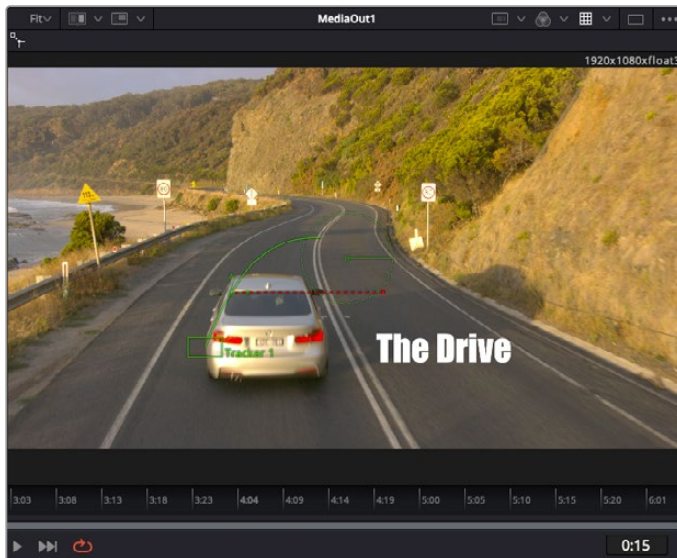 Fit MediaOut1
1920x1080xfloat3
Tracker 1
The Drive
3:03 3:08 3:13 3:18 3:23 4:04 4:09 4:14 4:19 5:00 5:05 5:10 5:15 5:20 6:01
0:15